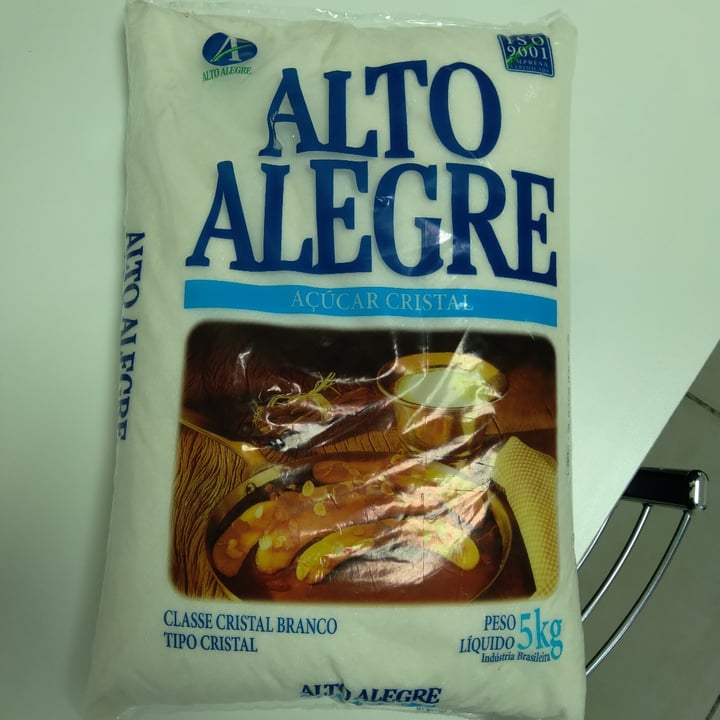 ALTO ALEGRE
ISO
9001
EMPRESA
ALTO
ALEGRE
AÇÚCAR CRISTAL
ALTO ALEGRE
CLASSE CRISTAL BRANCO
TIPO CRISTAL
PESO
LÍQUIDO 5kg
Indústria Brasileira
ALTO ALEGRE